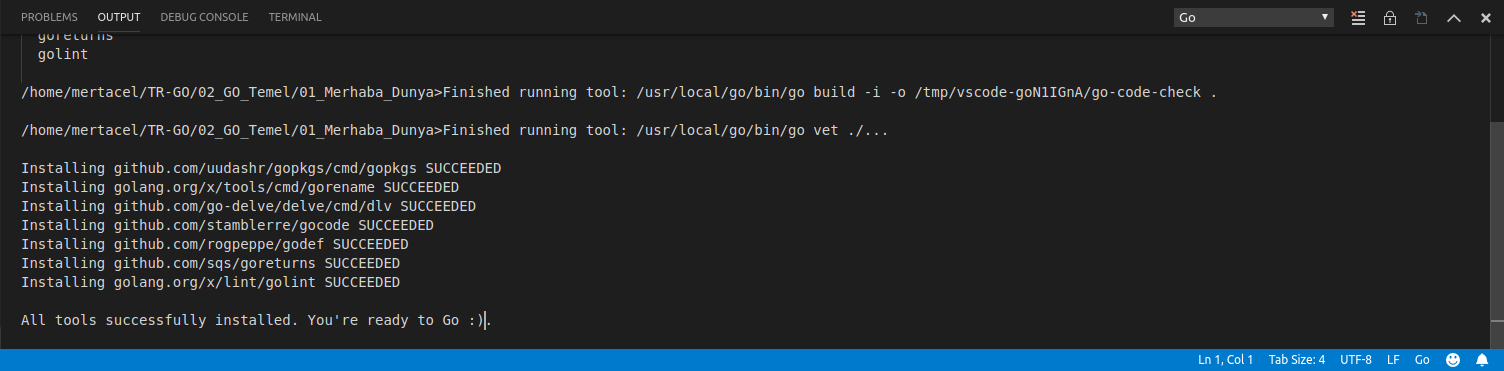 PROBLEMS OUTPUT DEBUG CONSOLE TERMINAL Go
goreturns
golint
/home/mertacel/TR-GO/02_GO_Temel/01_Merhaba_Dunya>Finished running tool: /usr/local/go/bin/go build -i -o /tmp/vscode-goN1IGnA/go-code-check .
/home/mertacel/TR-GO/02_GO_Temel/01_Merhaba_Dunya>Finished running tool: /usr/local/go/bin/go vet ./...
Installing github.com/uudashr/gopkgs/cmd/gopkgs SUCCEEDED
Installing golang.org/x/tools/cmd/gorename SUCCEEDED
Installing github.com/go-delve/delve/cmd/dlv SUCCEEDED
Installing github.com/stamblerre/gocode SUCCEEDED
Installing github.com/rogpeppe/godef SUCCEEDED
Installing github.com/sqs/goreturns SUCCEEDED
Installing golang.org/x/lint/golint SUCCEEDED
All tools successfully installed. You're ready to Go :).
Ln 1, Col 1 Tab Size: 4 UTF-8 LF Go